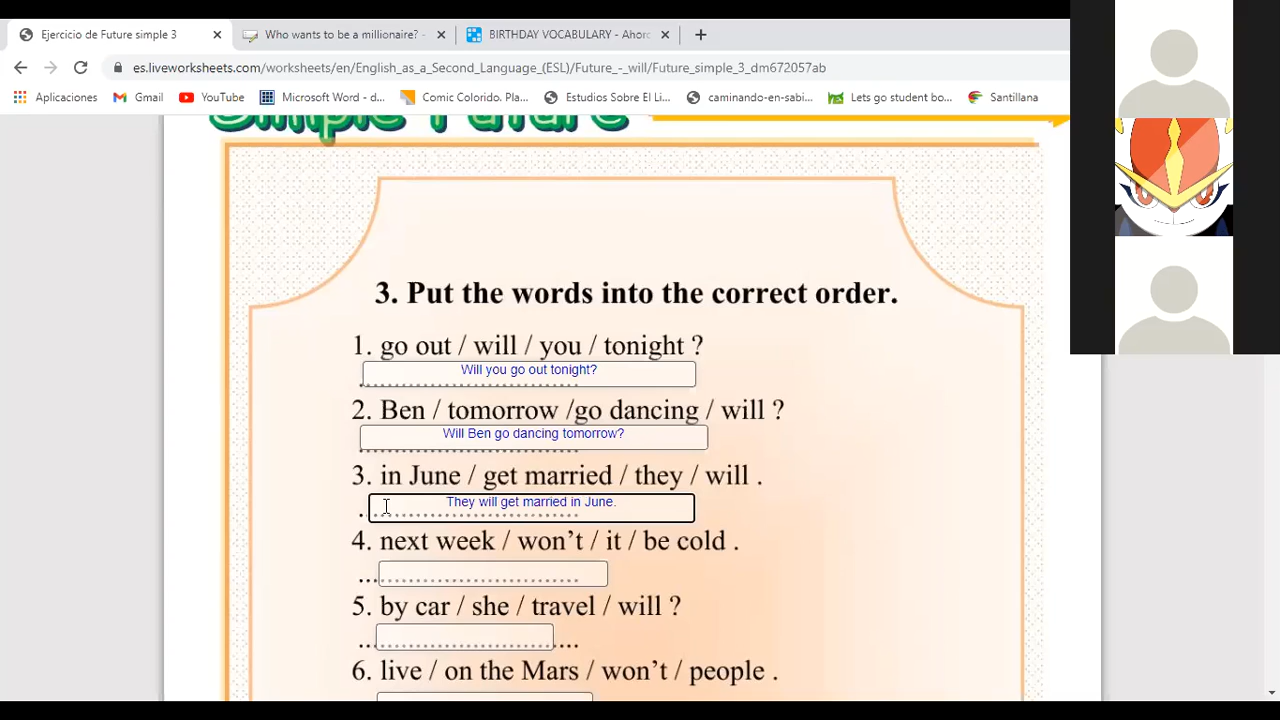 Ejercicio de Future simple 3
Who wants to be a millionaire? -
BIRTHDAY VOCABULARY - Ahorc
es.liveworksheets.com/worksheets/en/English_as_a_Second_Language_(ESL)/Future_-_will/Future_simple_3_dm672057ab
Aplicaciones
Gmail
YouTube
Microsoft Word - d...
Comic Colorido. Pla...
Estudios Sobre El Li...
caminando-en-sabi...
Lets go student bo...
Santillana
Simple Future
3. Put the words into the correct order.
1. go out / will / you / tonight ?
Will you go out tonight?
2. Ben / tomorrow /go dancing / will ?
Will Ben go dancing tomorrow?
3. in June / get married / they / will .
They will get married in June.
4. next week / won't / it / be cold .
5. by car / she / travel / will ?
6. live / on the Mars / won't / people .